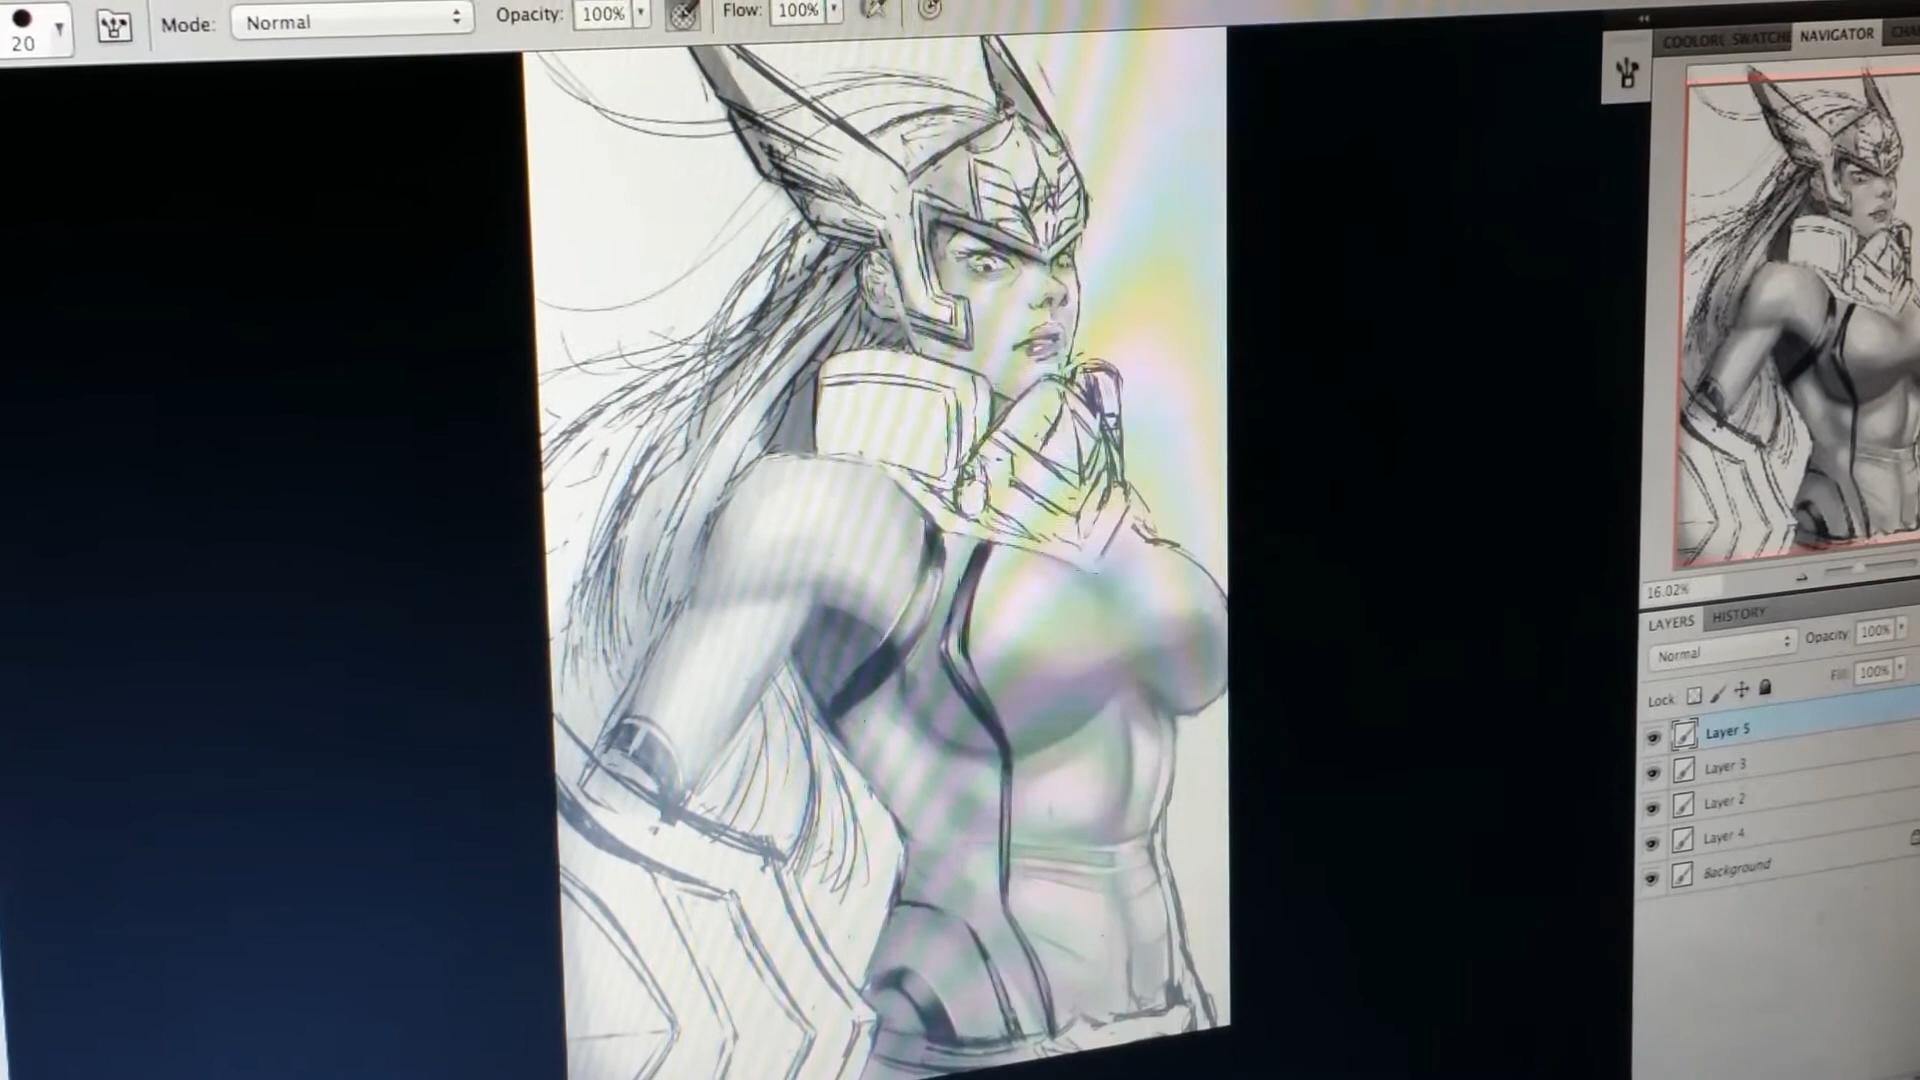 20
Mode: Normal
Opacity: 100%
Flow: 100%
SWATCHE NAVIGATOR
16.02%
LAYERS HISTORY
Normal Opacity: 100%
Lock: Fill: 100%
Layer 5
Layer 3
Layer 2
Layer 4
Background